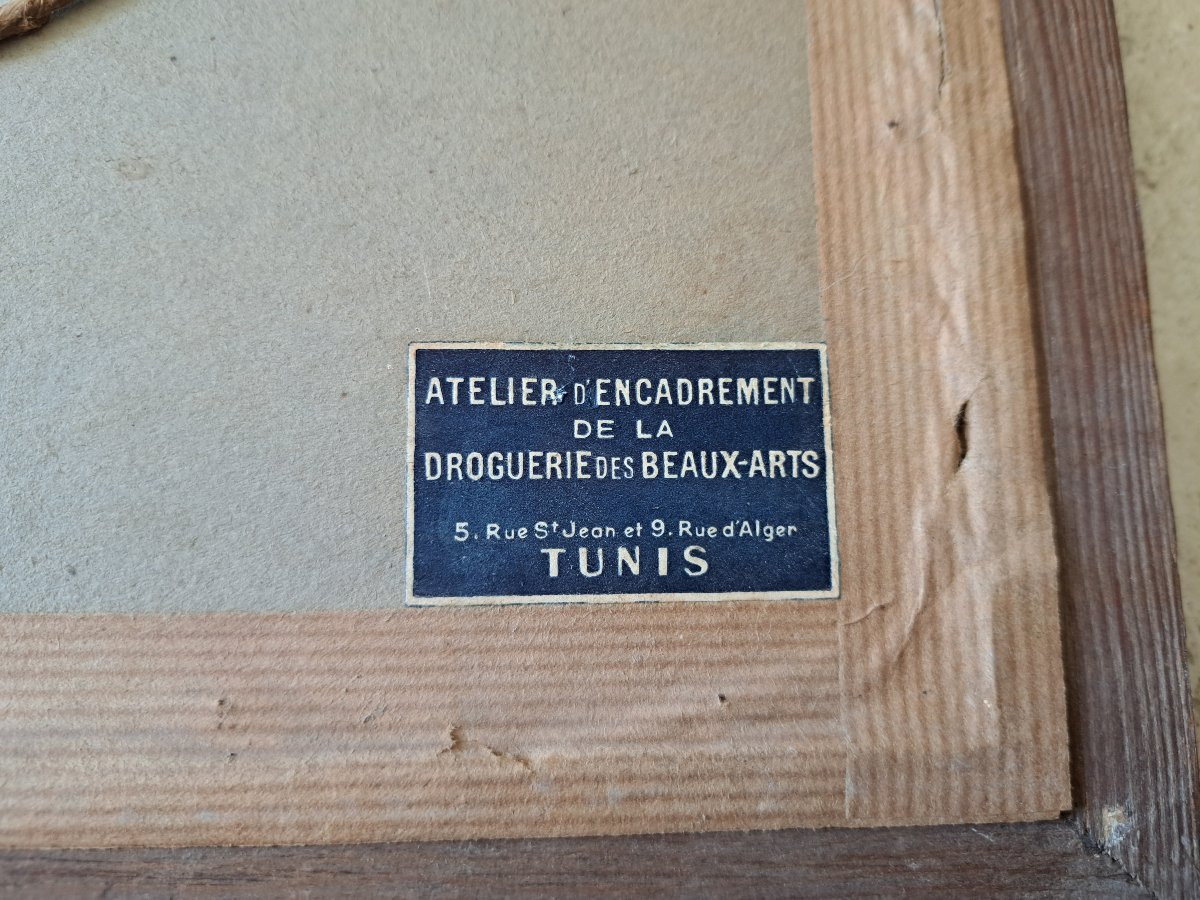 ATELIER D'ENCADREMENT
DE LA
DROGUERIE DES BEAUX-ARTS
5. Rue St Jean et 9. Rue d'Alger
TUNIS